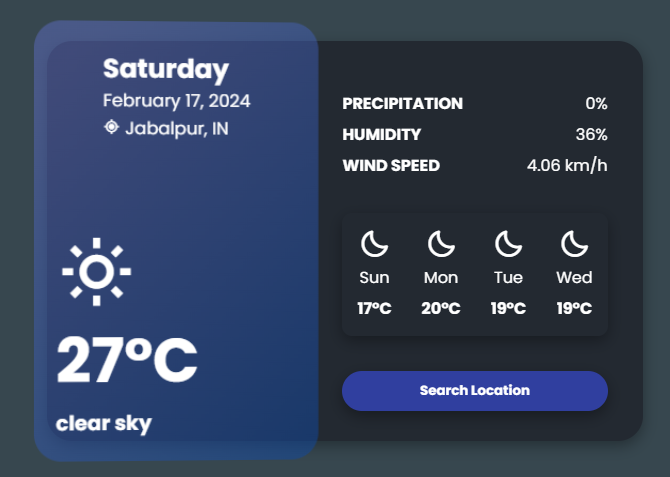 Saturday
February 17, 2024
Jabalpur, IN
27°C
clear sky
PRECIPITATION 0%
HUMIDITY 36%
WIND SPEED 4.06 km/h
Sun Mon Tue Wed
17°C 20°C 19°C 19°C
Search Location